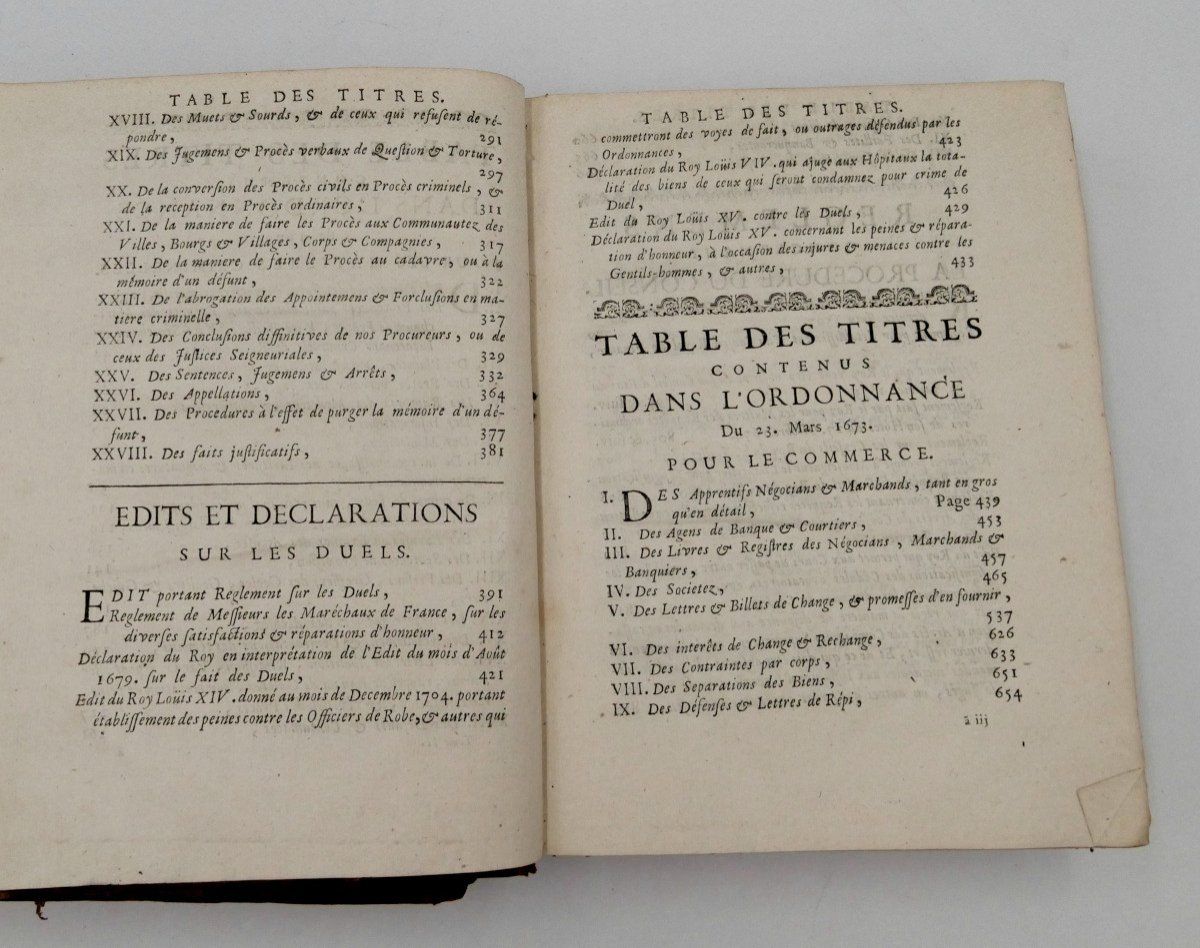 TABLE DES TITRES.
XVIII. Des Muets & Sourds, & de ceux qui refusent de ré-
pondre, 291
XIX. Des Jugemens & Procès verbaux de Question & Torture,
297
XX. De la conversion des Procès civils en Procès criminels, &
de la reception en Procès ordinaires, 311
XXI. De la maniere de faire les Procès aux Communautez des
Villes, Bourgs & Villages, Corps & Compagnies, 317
XXII. De la maniere de faire le Procès au cadavre, ou à la
mémoire d'un défunt, 322
XXIII. De l'abrogation des Appointemens & Forclusions en ma-
tiere criminelle, 327
XXIV. Des Conclusions diffinitives de nos Procureurs, ou de
ceux des Justices Seigneuriales, 329
XXV. Des Sentences, Jugemens & Arrêts, 332
XXVI. Des Appellations, 364
XXVII. Des Procedures à l'effet de purger la mémoire d'un dé-
funt, 377
XXVIII. Des faits justificatifs, 381
EDITS ET DECLARATIONS
SUR LES DUELS.
EDIT portant Reglement sur les Duels, 391
Reglement de Messieurs les Maréchaux de France, sur les
diverses satisfactions & réparations d'honneur, 412
Déclaration du Roy en interprétation de l'Edit du mois d'Août
1679. sur le fait des Duels, 421
Edit du Roy Loüis XIV. donné au mois de Decembre 1704. portant
établissement des peines contre les Officiers de Robe, & autres qui
TABLE DES TITRES.
commettront des voyes de fait, ou outrages défendus par les
Ordonnances, 423
Déclaration du Roy Loüis VIV. qui ajuge aux Hôpitaux la tota-
lité des biens de ceux qui seront condamnez pour crime de
Duel, 426
Edit du Roy Loüis XV. contre les Duels, 429
Déclaration du Roy Loüis XV. concernant les peines & répara-
tion d'honneur, à l'occasion des injures & menaces contre les
Gentils-hommes, & autres, 433
TABLE DES TITRES
CONTENUS
DANS L'ORDONNANCE
Du 23. Mars 1673.
POUR LE COMMERCE.
I. DES Apprentifs Négocians & Marchands, tant en gros
qu'en détail, Page 439
II. Des Agens de Banque & Courtiers, 453
III. Des Livres & Registres des Négocians, Marchands &
Banquiers, 457
IV. Des Societez, 465
V. Des Lettres & Billets de Change, & promesses d'en fournir,
537
VI. Des interêts de Change & Rechange, 626
VII. Des Contraintes par corps, 633
VIII. Des Separations des Biens, 651
IX. Des Défenses & Lettres de Répi, 654
ã iij